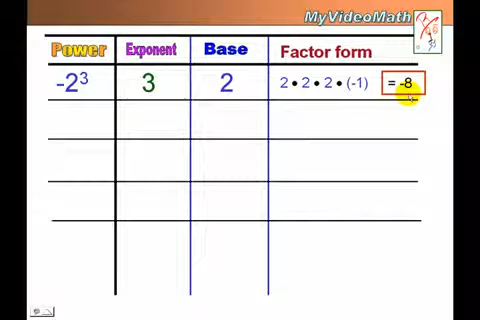 MyVideoMath
Power Exponent Base Factor form
-2³ 3 2 2 • 2 • 2 • (-1) = -8